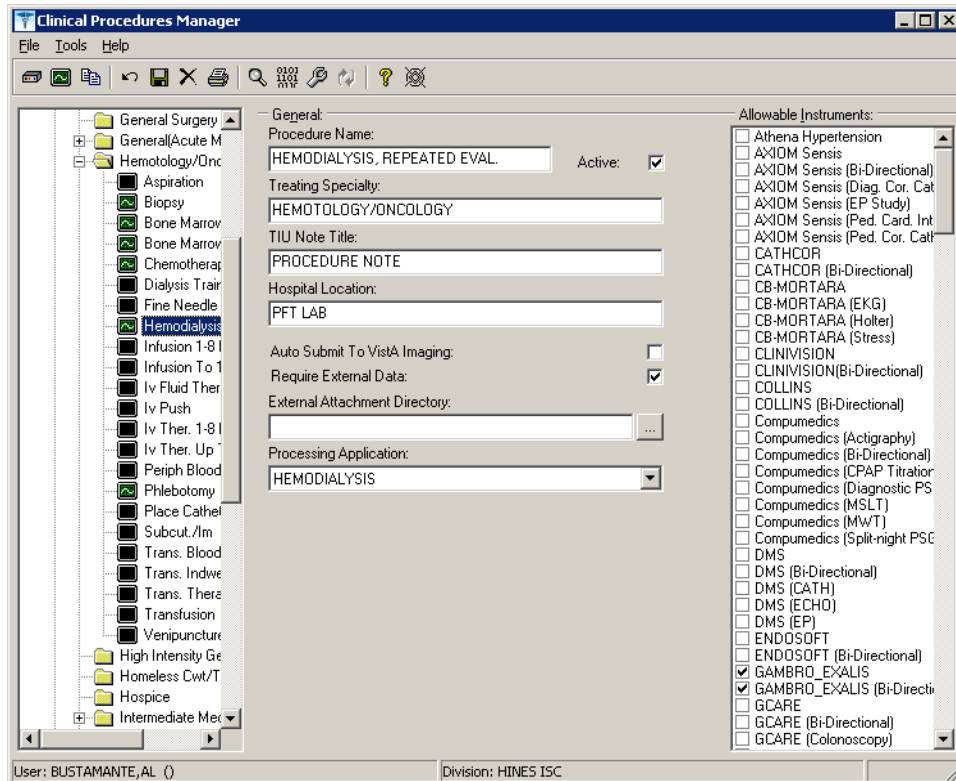 Clinical Procedures Manager
File Tools Help
General Surgery
General(Acute M
Hemotology/Onc
Aspiration
Biopsy
Bone Marrow
Bone Marrow
Chemotherap
Dialysis Train
Fine Needle
Hemodialysis
Infusion 1-8
Infusion To 1
Iv Fluid Ther
Iv Push
Iv Ther. 1-8
Iv Ther. Up
Periph Blood
Phlebotomy
Place Cathe
Subcut./Im
Trans. Blood
Trans. Indwe
Trans. Thera
Transfusion
Venipuncture
High Intensity Ge
Homeless Cwt/T
Hospice
Intermediate Med
General:
Procedure Name:
HEMODIALYSIS, REPEATED EVAL.
Active:
Treating Specialty:
HEMOTOLOGY/ONCOLOGY
TIU Note Title:
PROCEDURE NOTE
Hospital Location:
PFT LAB
Auto Submit To VistA Imaging:
Require External Data:
External Attachment Directory:
...
Processing Application:
HEMODIALYSIS
Allowable Instruments:
Athena Hypertension
AXIOM Sensis
AXIOM Sensis (Bi-Directional)
AXIOM Sensis (Diag. Cor. Cat
AXIOM Sensis (EP Study)
AXIOM Sensis (Ped. Card. Int
AXIOM Sensis (Ped. Cor. Cath
CATHCOR
CATHCOR (Bi-Directional)
CB-MORTARA
CB-MORTARA (EKG)
CB-MORTARA (Holter)
CB-MORTARA (Stress)
CLINIVISION
CLINIVISION(Bi-Directional)
COLLINS
COLLINS (Bi-Directional)
Compumedics
Compumedics (Actigraphy)
Compumedics (Bi-Directional)
Compumedics (CPAP Titration
Compumedics (Diagnostic PS
Compumedics (MSLT)
Compumedics (MWT)
Compumedics (Split-night PSG
DMS
DMS (Bi-Directional)
DMS (CATH)
DMS (ECHO)
DMS (EP)
ENDOSOFT
ENDOSOFT (Bi-Directional)
GAMBRO_EXALIS
GAMBRO_EXALIS (Bi-Directi
GCARE
GCARE (Bi-Directional)
GCARE (Colonoscopy)
User: BUSTAMANTE,AL ()
Division: HINES ISC